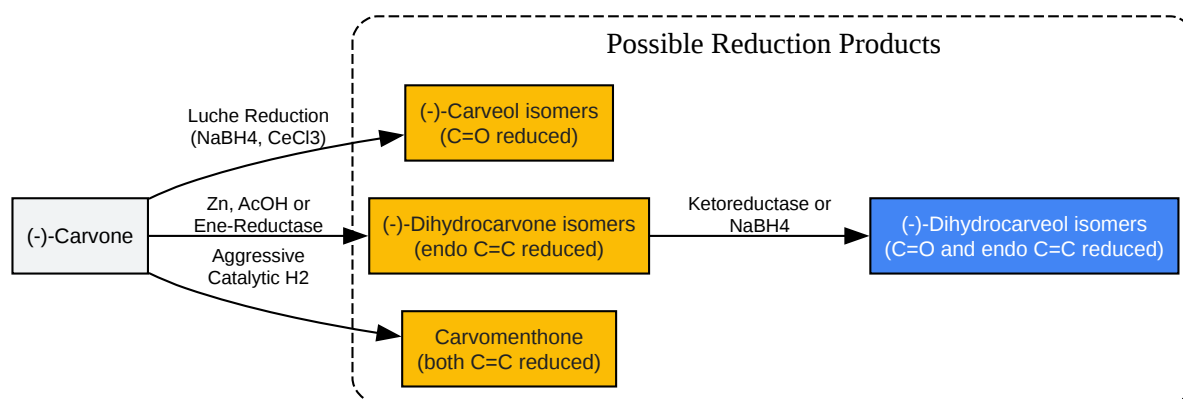 Possible Reduction Products
Luche Reduction
(NaBH4, CeCl3)
(-)-Carveol isomers
(C=O reduced)
(-)-Carvone
Zn, AcOH or
Ene-Reductase
(-)-Dihydrocarvone isomers
(endo C=C reduced)
Ketoreductase or
NaBH4
(-)-Dihydrocarveol isomers
(C=O and endo C=C reduced)
Aggressive
Catalytic H2
Carvomenthone
(both C=C reduced)